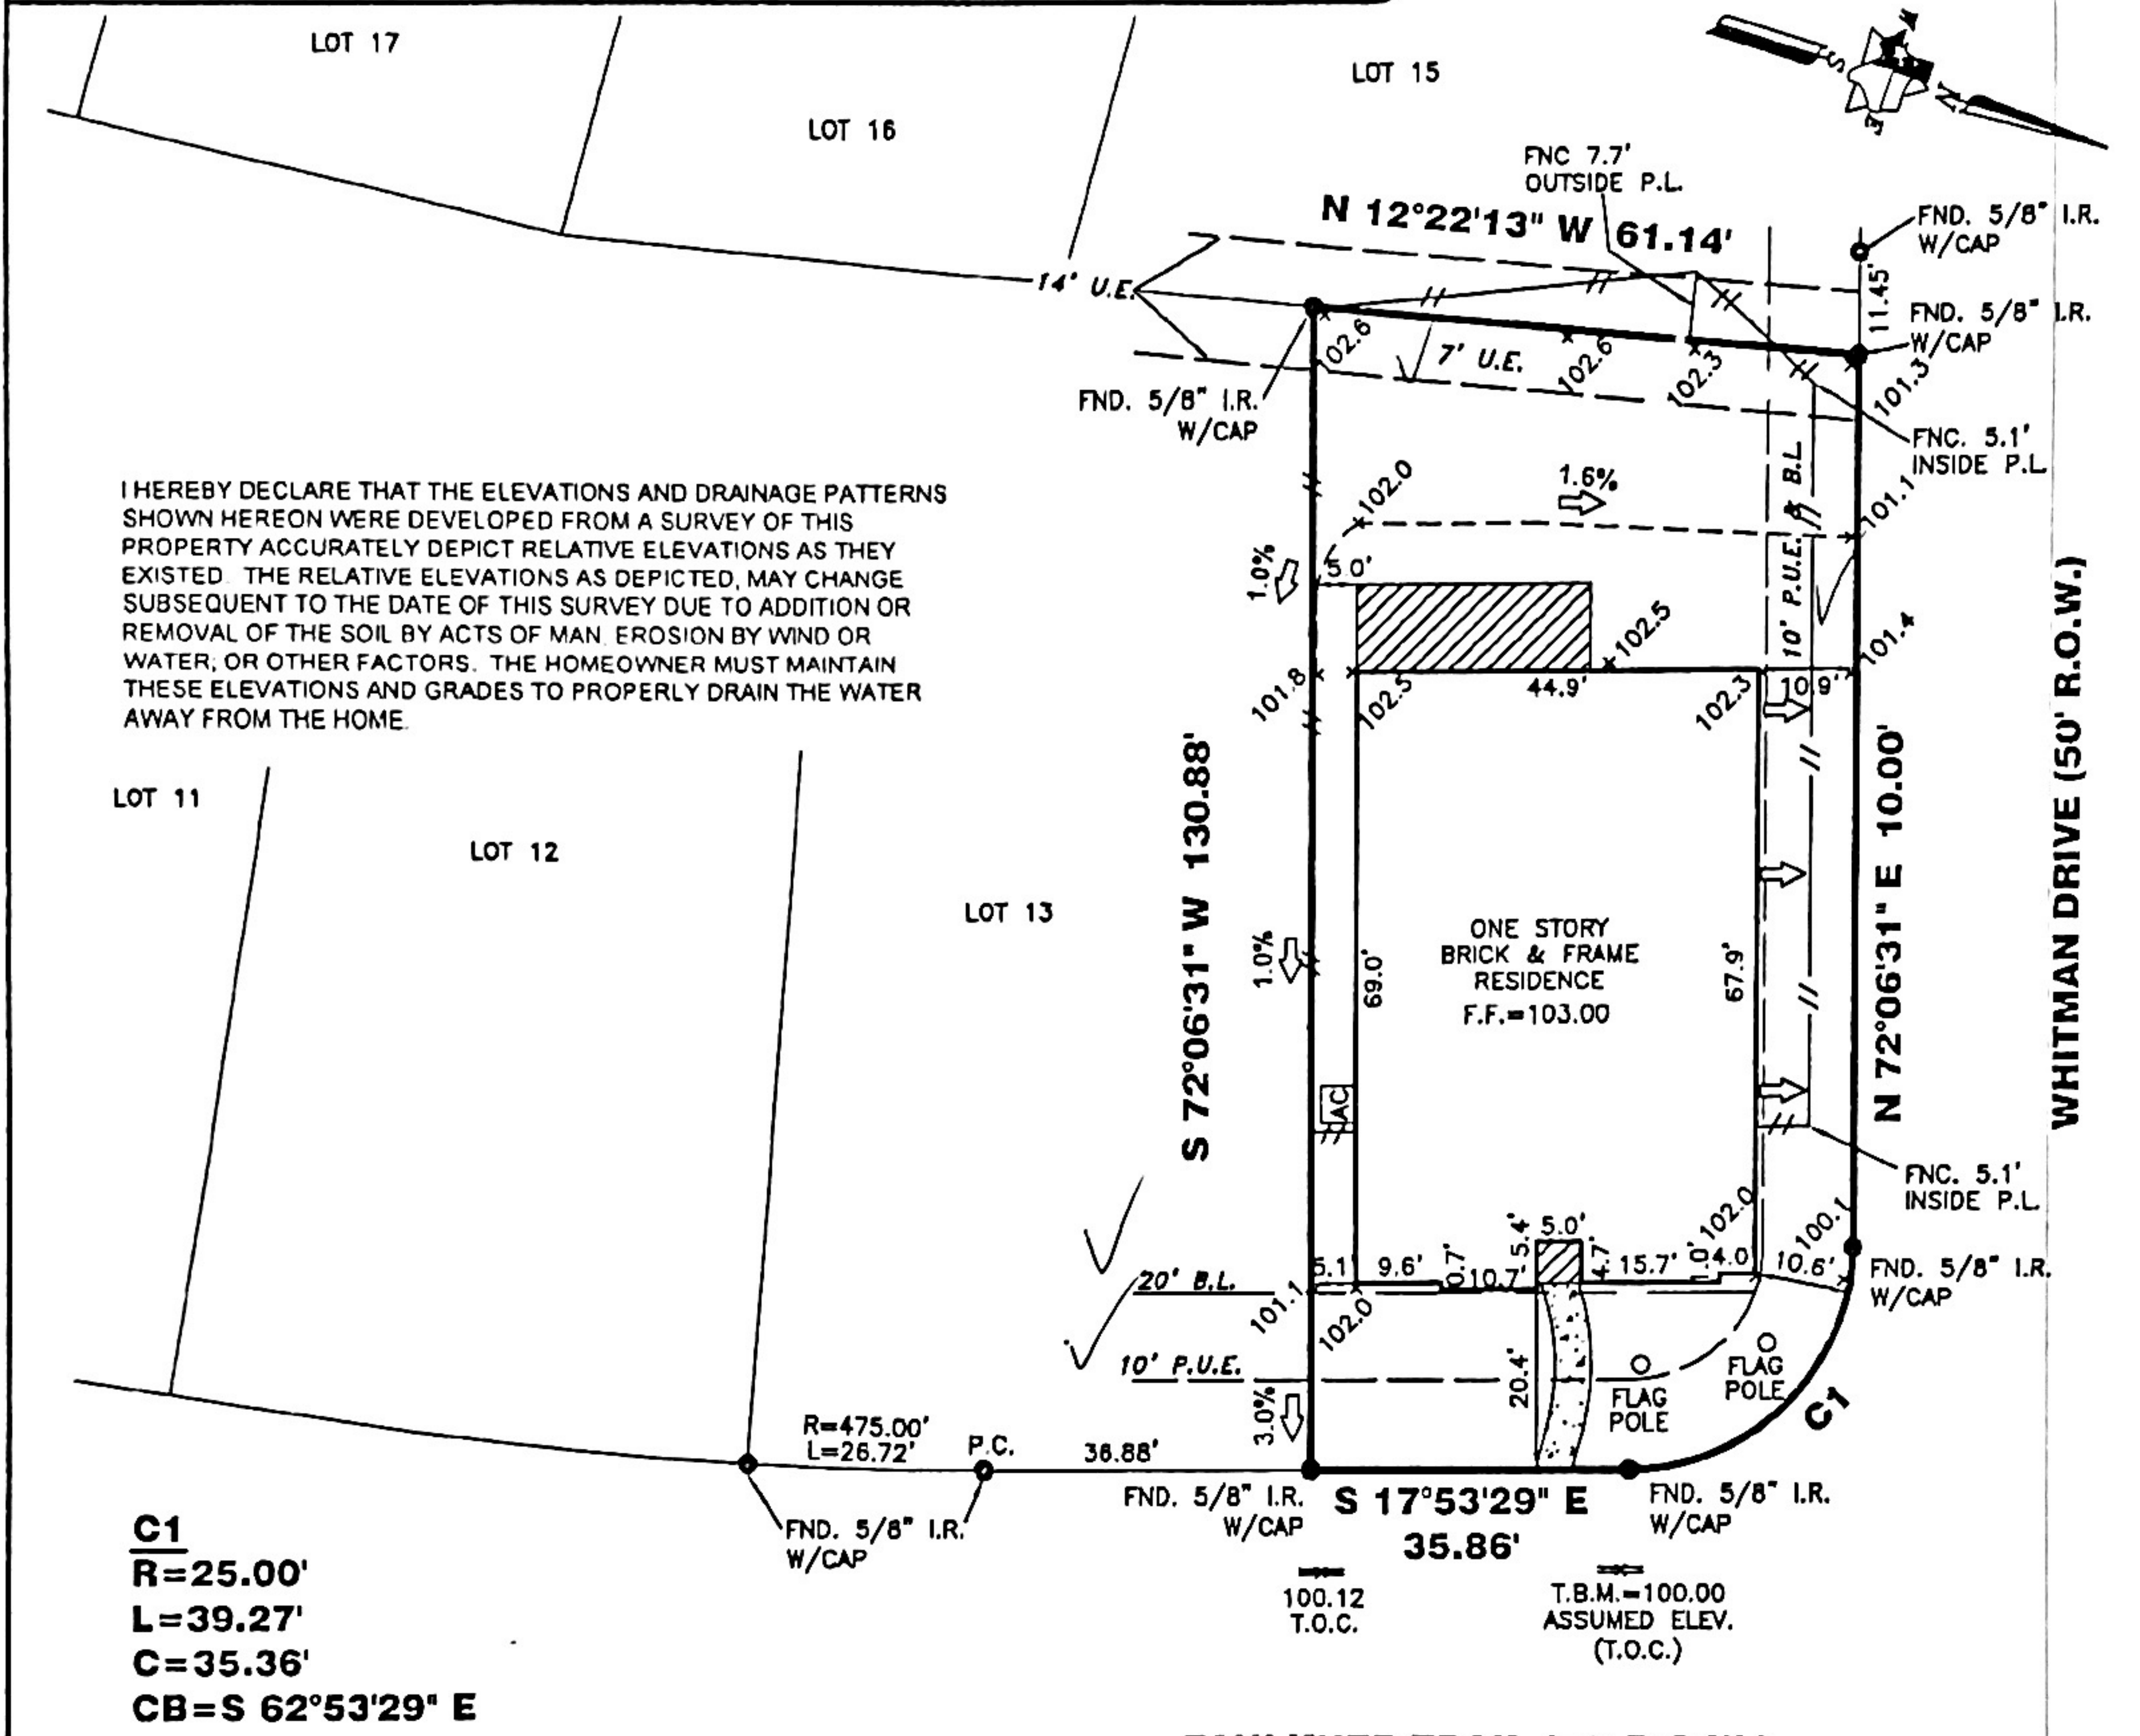 LOT 17
LOT 16
LOT 15
S
N
E
FNC 7.7'
OUTSIDE P.L.
N 12°22'13" W 61.14'
FND. 5/8" I.R.
W/CAP
14' U.E.
11.45'
FND. 5/8" I.R.
W/CAP
102.6
7' U.E.
102.6
102.3
101.3
FND. 5/8" I.R.
W/CAP
FNC. 5.1'
INSIDE P.L.
I HEREBY DECLARE THAT THE ELEVATIONS AND DRAINAGE PATTERNS
SHOWN HEREON WERE DEVELOPED FROM A SURVEY OF THIS
PROPERTY ACCURATELY DEPICT RELATIVE ELEVATIONS AS THEY
EXISTED. THE RELATIVE ELEVATIONS AS DEPICTED, MAY CHANGE
SUBSEQUENT TO THE DATE OF THIS SURVEY DUE TO ADDITION OR
REMOVAL OF THE SOIL BY ACTS OF MAN. EROSION BY WIND OR
WATER; OR OTHER FACTORS. THE HOMEOWNER MUST MAINTAIN
THESE ELEVATIONS AND GRADES TO PROPERLY DRAIN THE WATER
AWAY FROM THE HOME.
102.0
1.6%
10' P.U.E. & B.L.
101.1
1.0%
5.0'
102.5
101.4
101.8
102.5
44.9'
102.3
10.9'
LOT 11
LOT 12
LOT 13
S 72°06'31" W 130.88'
1.0%
69.0'
ONE STORY
BRICK & FRAME
RESIDENCE
F.F.=103.00
67.9'
N 72°06'31" E 10.00'
WHITMAN DRIVE (50' R.O.W.)
AC
FNC. 5.1'
INSIDE P.L.
102.0
100.1
5.1
9.6'
0.7'
10.7'
5.4'
5.0'
4.7'
15.7'
1.0'
4.0
10.6'
FND. 5/8" I.R.
W/CAP
20' B.L.
101.1
102.0
10' P.U.E.
20.4'
FLAG
POLE
FLAG
POLE
C1
3.0%
R=475.00'
L=26.72'
P.C.
36.88'
FND. 5/8" I.R.
W/CAP
FND. 5/8" I.R.
W/CAP
S 17°53'29" E
35.86'
FND. 5/8" I.R.
W/CAP
100.12
T.O.C.
T.B.M.=100.00
ASSUMED ELEV.
(T.O.C.)
C1
R=25.00'
L=39.27'
C=35.36'
CB=S 62°53'29" E